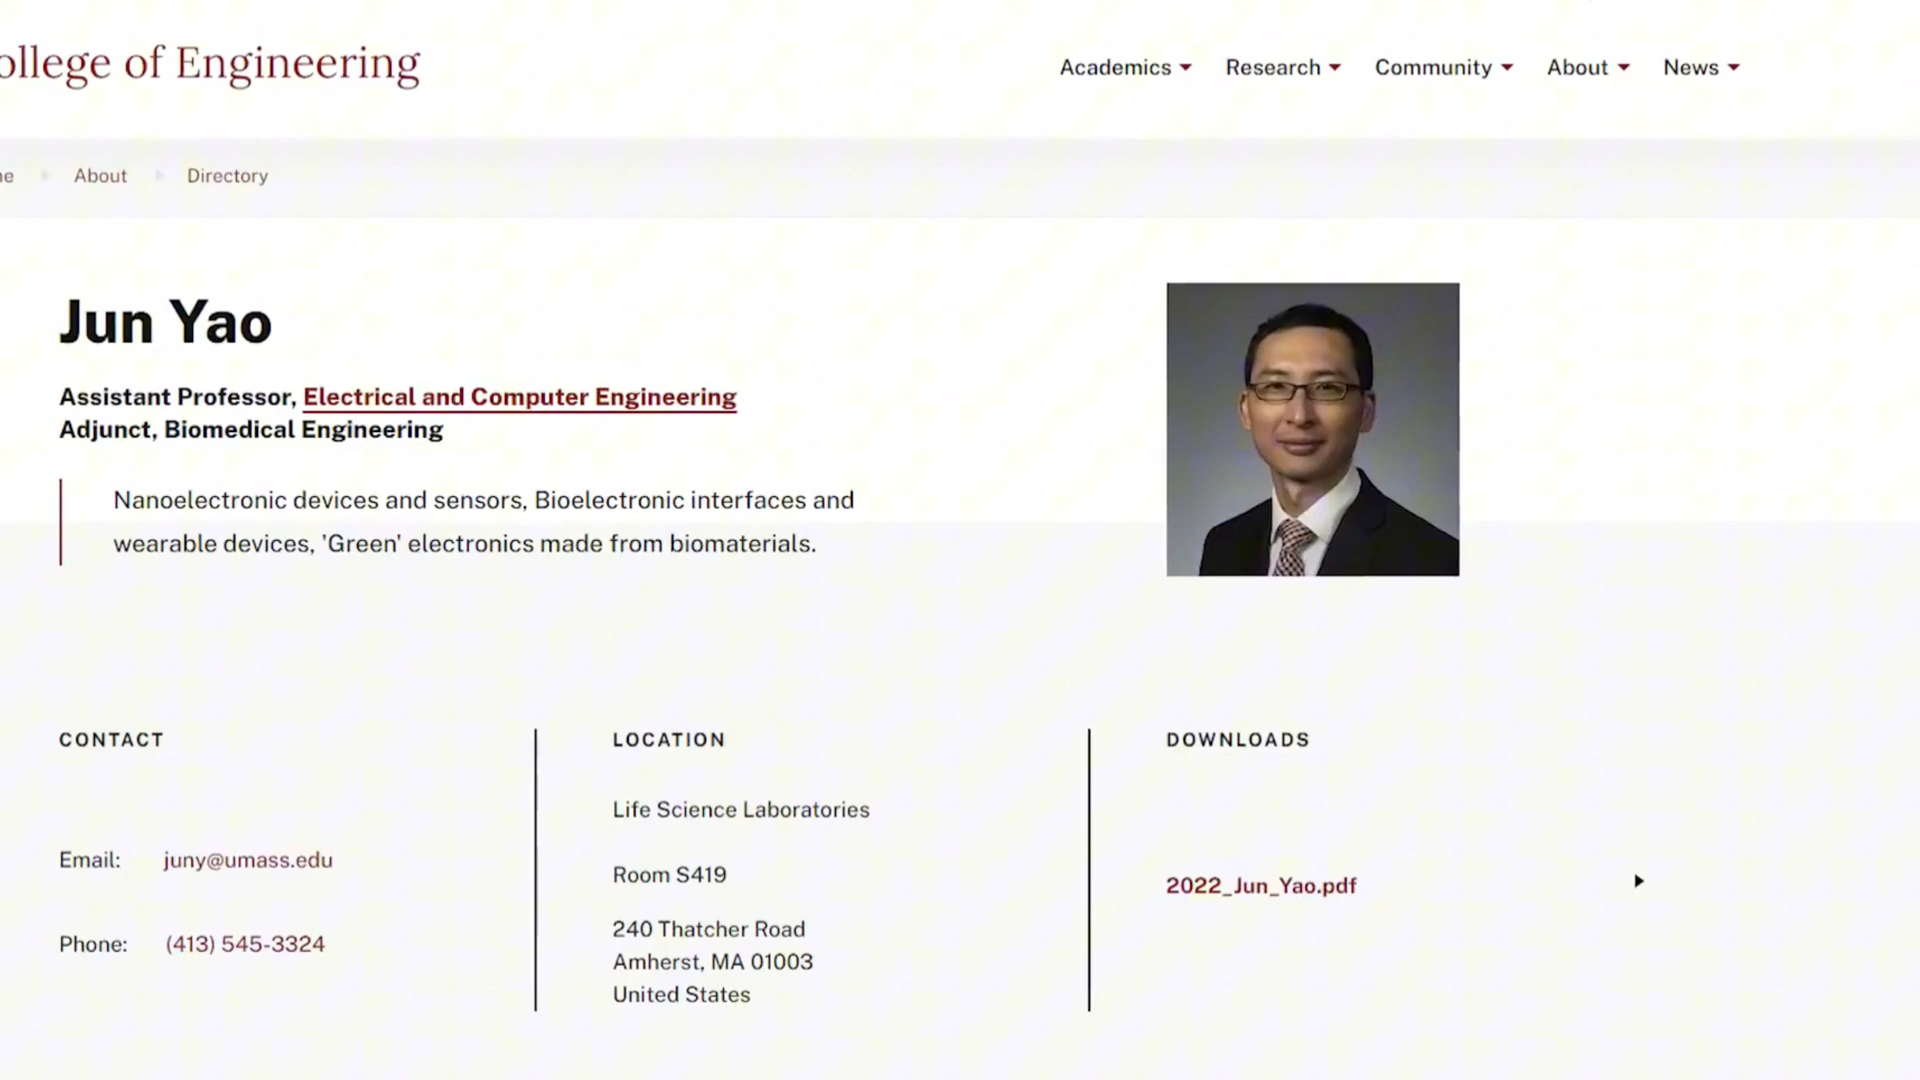 ollege of Engineering
Academics Research Community About News
ne About Directory
Jun Yao
Assistant Professor, Electrical and Computer Engineering
Adjunct, Biomedical Engineering
Nanoelectronic devices and sensors, Bioelectronic interfaces and
wearable devices, 'Green' electronics made from biomaterials.
CONTACT
Email: juny@umass.edu
Phone: (413) 545-3324
LOCATION
Life Science Laboratories
Room S419
240 Thatcher Road
Amherst, MA 01003
United States
DOWNLOADS
2022_Jun_Yao.pdf